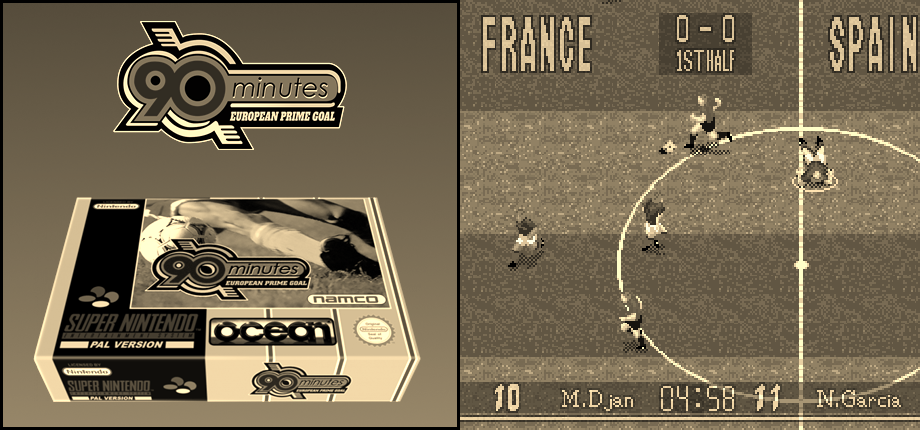 90 minutes
EUROPEAN PRIME GOAL
Nintendo
90 minutes
EUROPEAN PRIME GOAL
namco
SUPER NINTENDO
PAL VERSION
ocean
Nintendo
SUPER NINTENDO
PAL VERSION
90 minutes
EUROPEAN PRIME GOAL
FRANCE
0 - 0
1ST HALF
SPAIN
10 M.Djan 04:58 11 N.Garcia